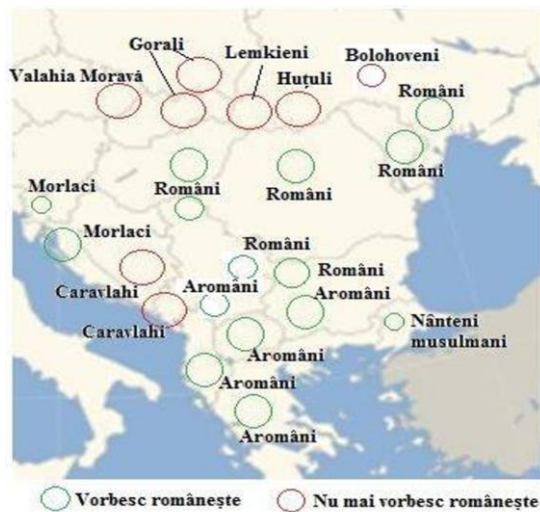 Gorali
Lemkieni
Bolohoveni
Valahia Moravă
Huțuli
Români
Români
Români
Români
Morlaci
Morlaci
Români
Români
Aromâni
Aromâni
Caravlahi
Caravlahi
Nânteni
musulmani
Aromâni
Aromâni
Aromâni
Vorbesc românește
Nu mai vorbesc românește